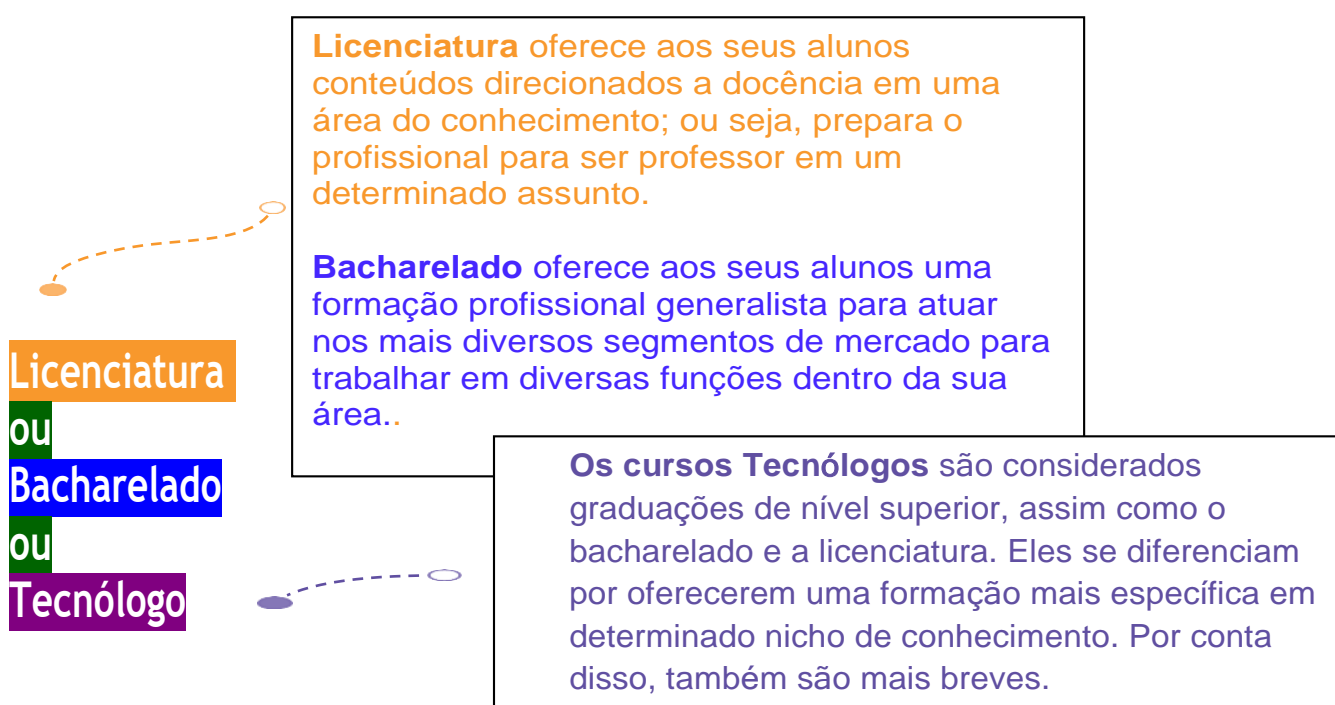 Licenciatura oferece aos seus alunos
conteúdos direcionados a docência em uma
área do conhecimento; ou seja, prepara o
profissional para ser professor em um
determinado assunto.
Bacharelado oferece aos seus alunos uma
formação profissional generalista para atuar
nos mais diversos segmentos de mercado para
trabalhar em diversas funções dentro da sua
área..
Licenciatura
ou
Bacharelado
ou
Tecnólogo
Os cursos Tecnólogos são considerados
graduações de nível superior, assim como o
bacharelado e a licenciatura. Eles se diferenciam
por oferecerem uma formação mais específica em
determinado nicho de conhecimento. Por conta
disso, também são mais breves.